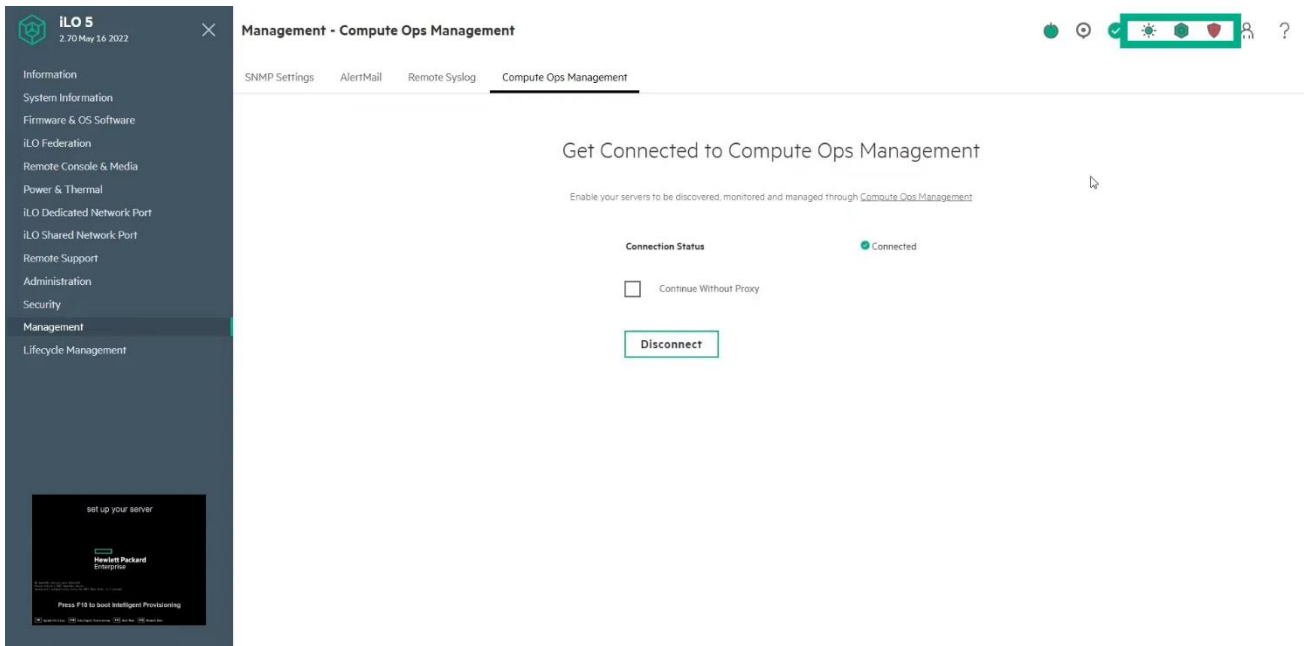 iLO 5
2.70 May 16 2022
Management - Compute Ops Management
Information
System Information
Firmware & OS Software
iLO Federation
Remote Console & Media
Power & Thermal
iLO Dedicated Network Port
iLO Shared Network Port
Remote Support
Administration
Security
Management
Lifecycle Management
SNMP Settings
AlertMail
Remote Syslog
Compute Ops Management
Get Connected to Compute Ops Management
Enable your servers to be discovered, monitored and managed through Compute Ops Management
Connection Status
Connected
Continue Without Proxy
Disconnect
set up your server
Hewlett Packard
Enterprise
Press F10 to boot Intelligent Provisioning